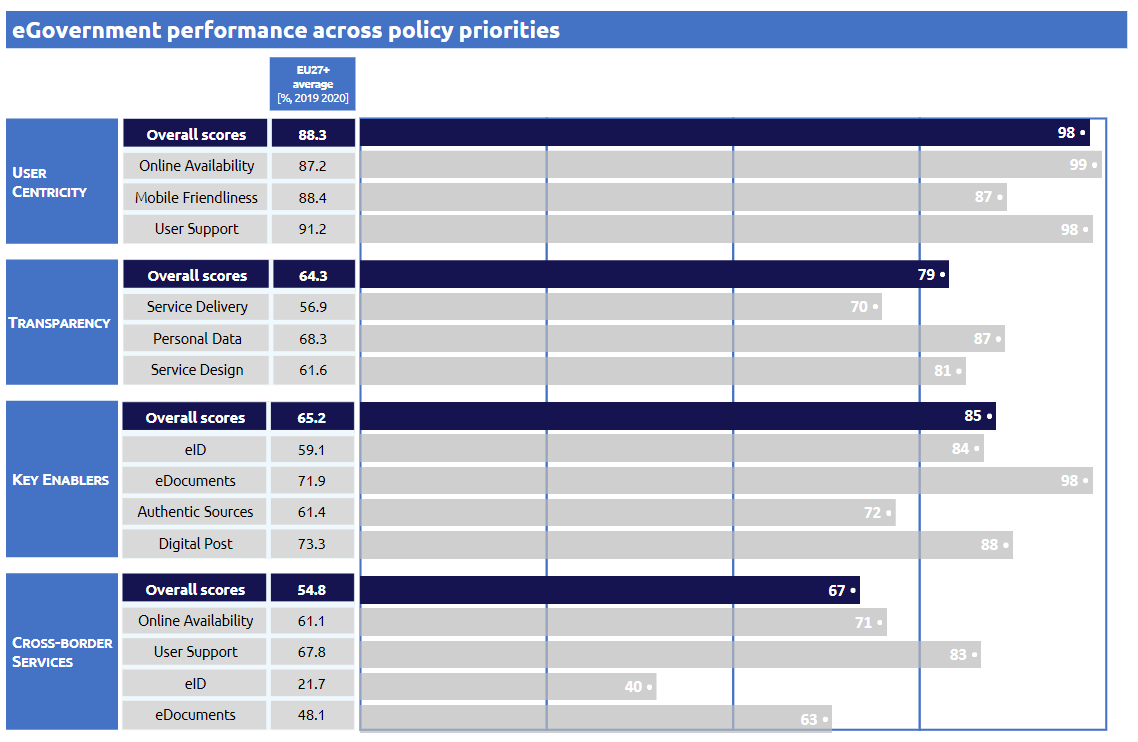 eGovernment performance across policy priorities
EU27+
average
[%, 2019 2020]
USER
CENTRICITY
Overall scores 88.3 98
Online Availability 87.2 99
Mobile Friendliness 88.4 87
User Support 91.2 98
TRANSPARENCY
Overall scores 64.3 79
Service Delivery 56.9 70
Personal Data 68.3 87
Service Design 61.6 81
KEY ENABLERS
Overall scores 65.2 85
eID 59.1 84
eDocuments 71.9 98
Authentic Sources 61.4 72
Digital Post 73.3 88
CROSS-BORDER
SERVICES
Overall scores 54.8 67
Online Availability 61.1 71
User Support 67.8 83
eID 21.7 40
eDocuments 48.1 63